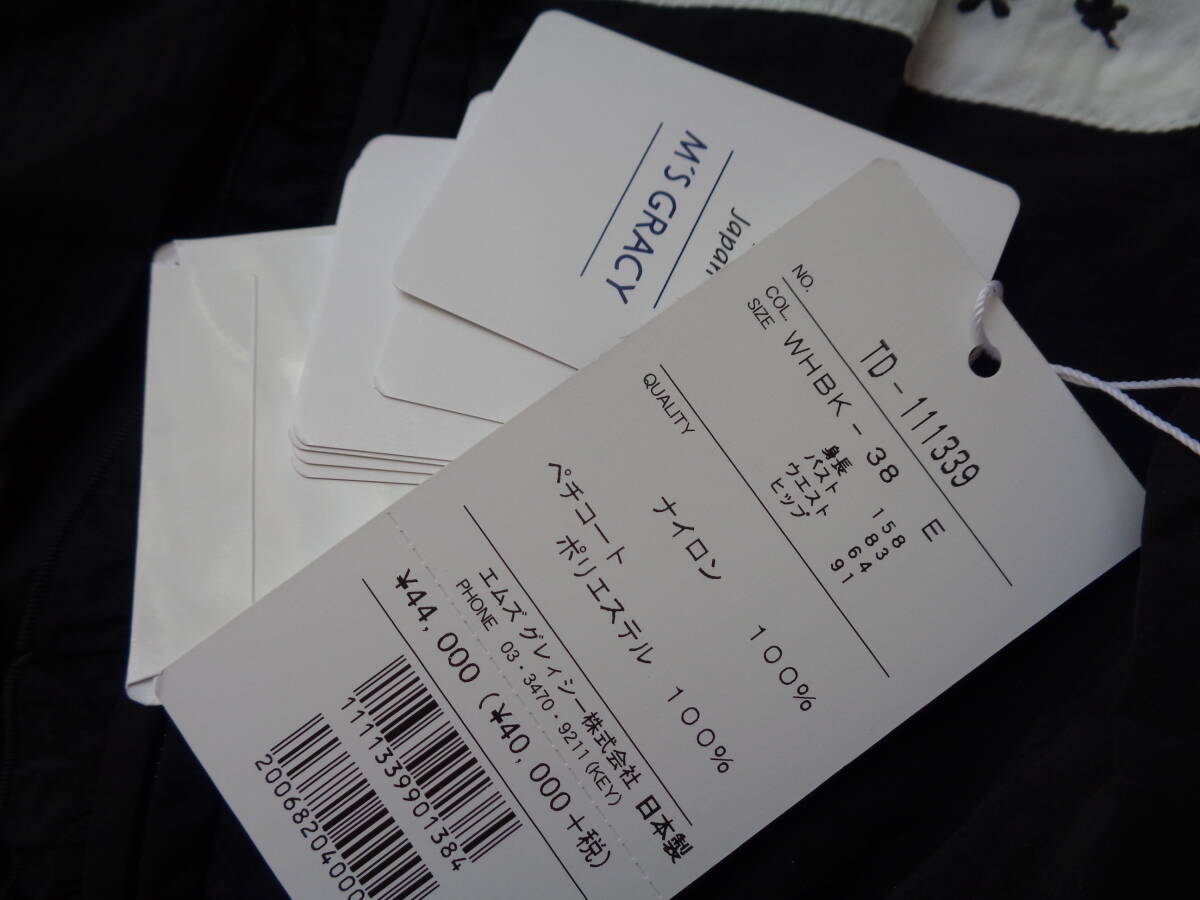 M'S GRACY
Japan
NO. TD-111339
COL. WHBK-38 E
SIZE
身長 158
バスト 83
ウエスト 64
ヒップ 91
QUALITY
ナイロン 100%
ペチコート
ポリエステル 100%
エムズグレイシー株式会社 日本製
PHONE 03・3470・9211(KEY)
¥44,000(¥40,000+税)
1111339901384
20068204000